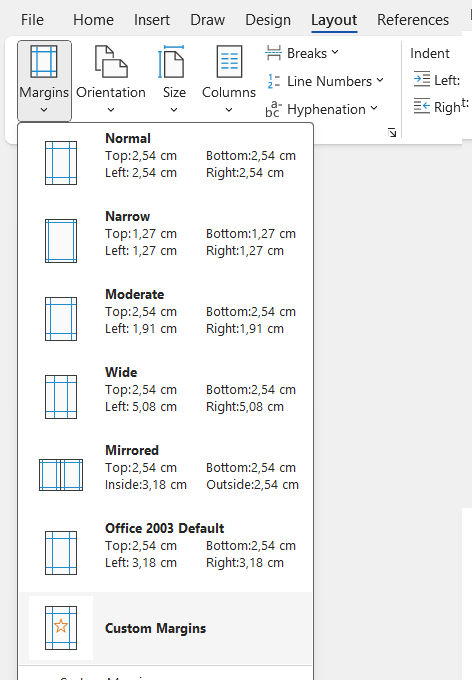 File Home Insert Draw Design Layout References
Margins Orientation Size Columns
Breaks
Line Numbers
Hyphenation
Indent
Left:
Right:
Normal
Top:2,54 cm Bottom:2,54 cm
Left: 2,54 cm Right:2,54 cm
Narrow
Top:1,27 cm Bottom:1,27 cm
Left: 1,27 cm Right:1,27 cm
Moderate
Top:2,54 cm Bottom:2,54 cm
Left: 1,91 cm Right:1,91 cm
Wide
Top:2,54 cm Bottom:2,54 cm
Left: 5,08 cm Right:5,08 cm
Mirrored
Top:2,54 cm Bottom:2,54 cm
Inside:3,18 cm Outside:2,54 cm
Office 2003 Default
Top:2,54 cm Bottom:2,54 cm
Left: 3,18 cm Right:3,18 cm
Custom Margins